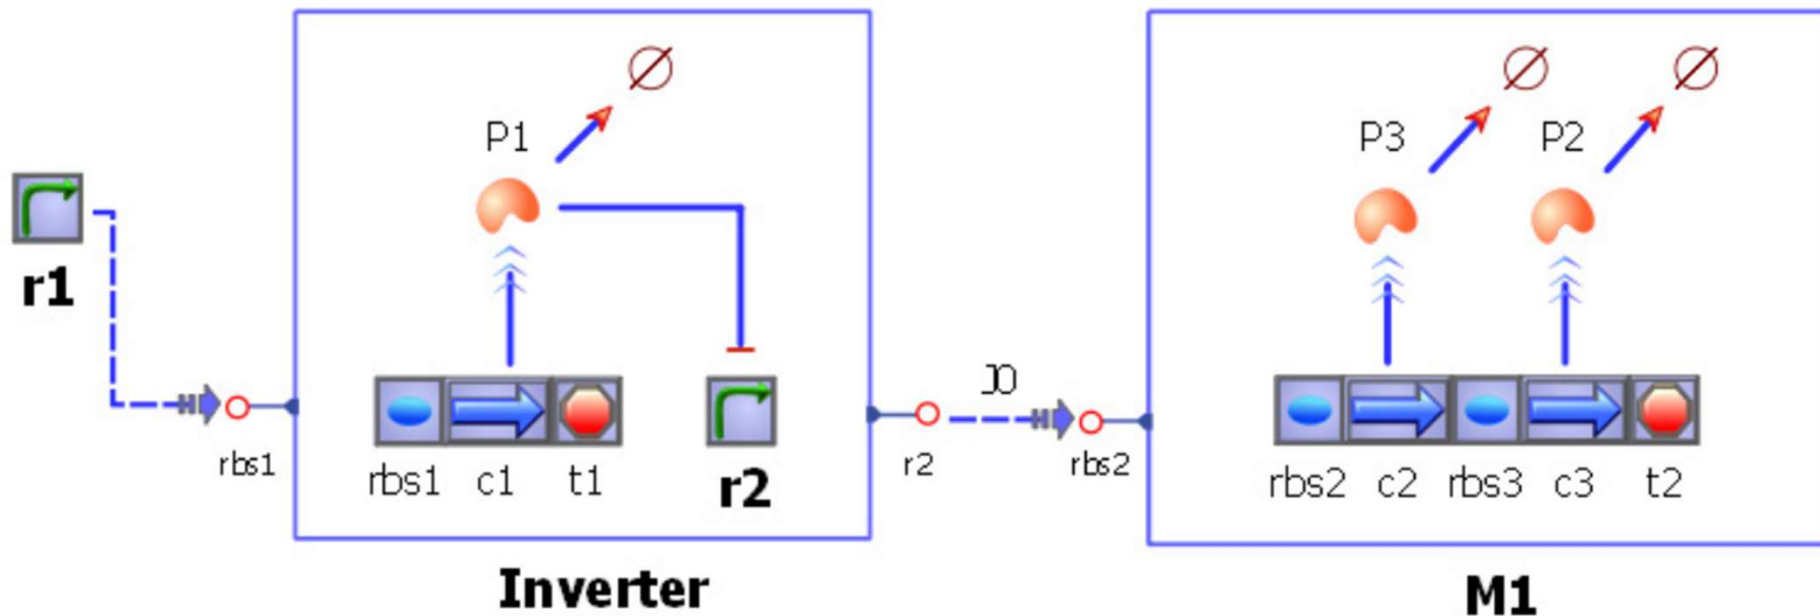 P1
P3 P2
r1
J0
rbs1
r2 rbs2
rbs1 c1 t1 r2
rbs2 c2 rbs3 c3 t2
Inverter
M1